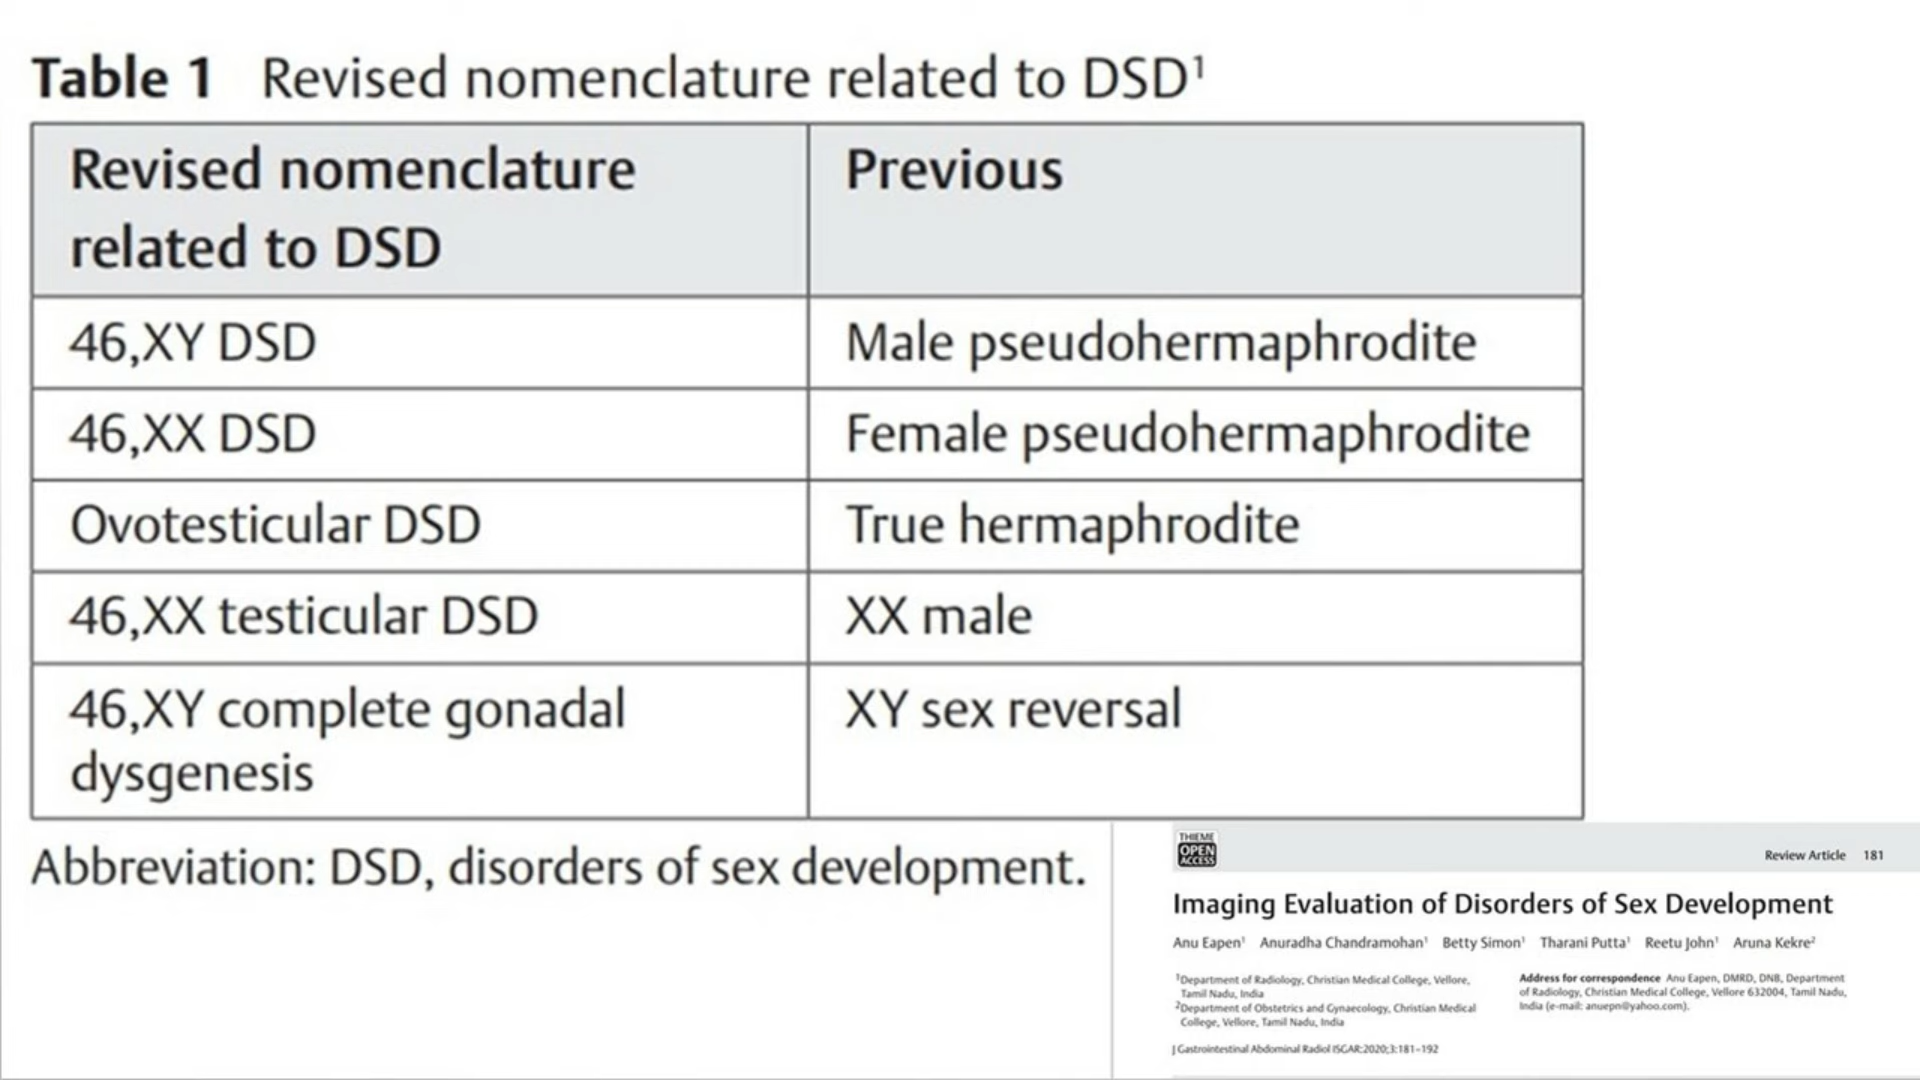 Table 1 Revised nomenclature related to DSD¹
Revised nomenclature related to DSD
Previous
46,XY DSD
Male pseudohermaphrodite
46,XX DSD
Female pseudohermaphrodite
Ovotesticular DSD
True hermaphrodite
46,XX testicular DSD
XX male
46,XY complete gonadal dysgenesis
XY sex reversal
Abbreviation: DSD, disorders of sex development.
THIEME
OPEN
ACCESS
Review Article 181
Imaging Evaluation of Disorders of Sex Development
Anu Eapen¹ Anuradha Chandramohan¹ Betty Simon¹ Tharani Putta¹ Reetu John¹ Aruna Kekre²
¹Department of Radiology, Christian Medical College, Vellore,
Tamil Nadu, India
²Department of Obstetrics and Gynaecology, Christian Medical
College, Vellore, Tamil Nadu, India
Address for correspondence Anu Eapen, DMRD, DNB, Department
of Radiology, Christian Medical College, Vellore 632004, Tamil Nadu,
India (e-mail: anuepn@yahoo.com).
J Gastrointestinal Abdominal Radiol ISGAR:2020;3:181–192